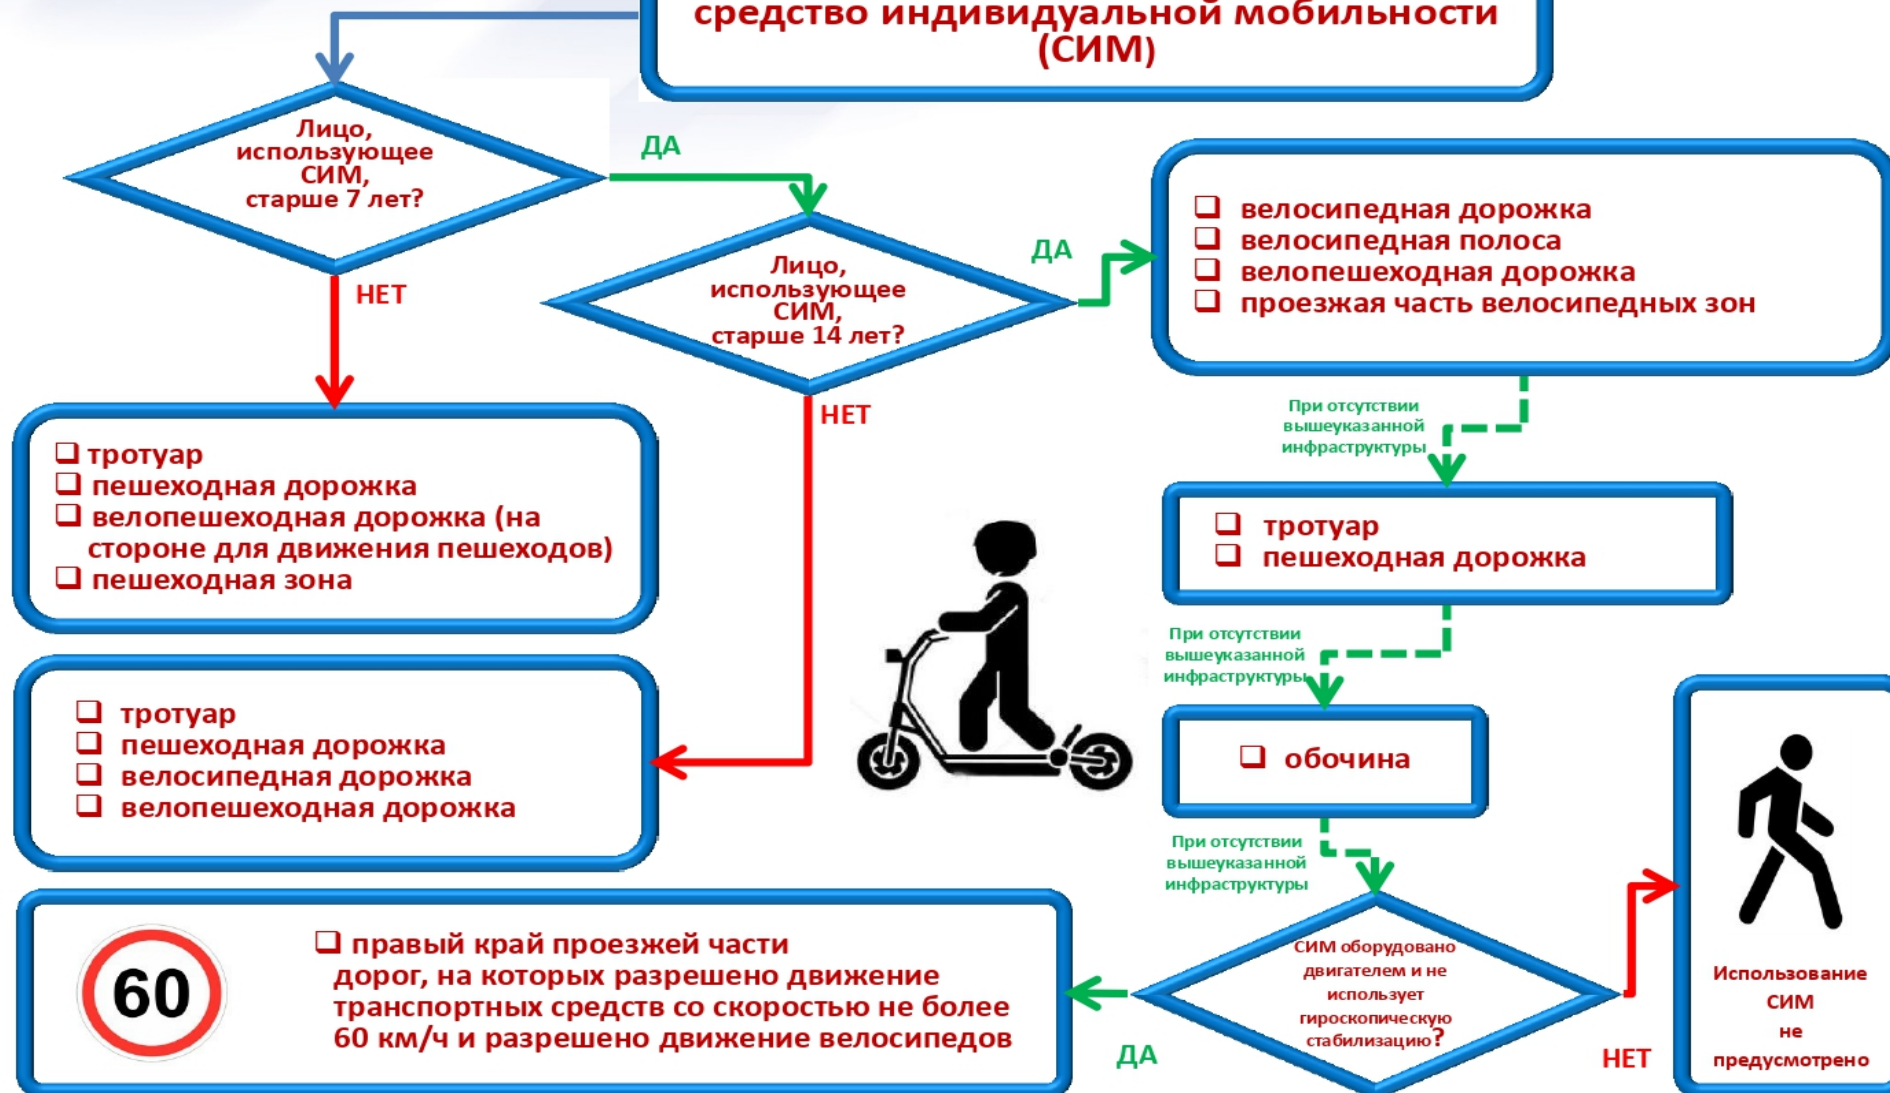 средство индивидуальной мобильности
(СИМ)
Лицо,
использующее
СИМ,
старше 7 лет?
ДА
НЕТ
Лицо,
использующее
СИМ,
старше 14 лет?
ДА
НЕТ
❑ велосипедная дорожка
❑ велосипедная полоса
❑ велопешеходная дорожка
❑ проезжая часть велосипедных зон
При отсутствии
вышеуказанной
инфраструктуры
❑ тротуар
❑ пешеходная дорожка
❑ велопешеходная дорожка (на
стороне для движения пешеходов)
❑ пешеходная зона
❑ тротуар
❑ пешеходная дорожка
При отсутствии
вышеуказанной
инфраструктуры
❑ тротуар
❑ пешеходная дорожка
❑ велосипедная дорожка
❑ велопешеходная дорожка
❑ обочина
При отсутствии
вышеуказанной
инфраструктуры
60
❑ правый край проезжей части
дорог, на которых разрешено движение
транспортных средств со скоростью не более
60 км/ч и разрешено движение велосипедов
ДА
СИМ оборудовано
двигателем и не
использует
гироскопическую
стабилизацию?
НЕТ
Использование
СИМ
не
предусмотрено